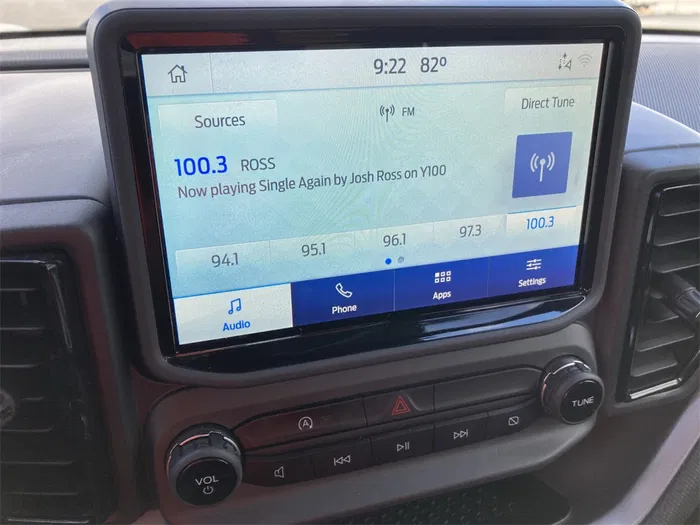 9:22 82°
Sources
FM
Direct Tune
100.3 ROSS
Now playing Single Again by Josh Ross on Y100
94.1 95.1 96.1 97.3 100.3
Audio Phone Apps Settings
A
VOL
TUNE